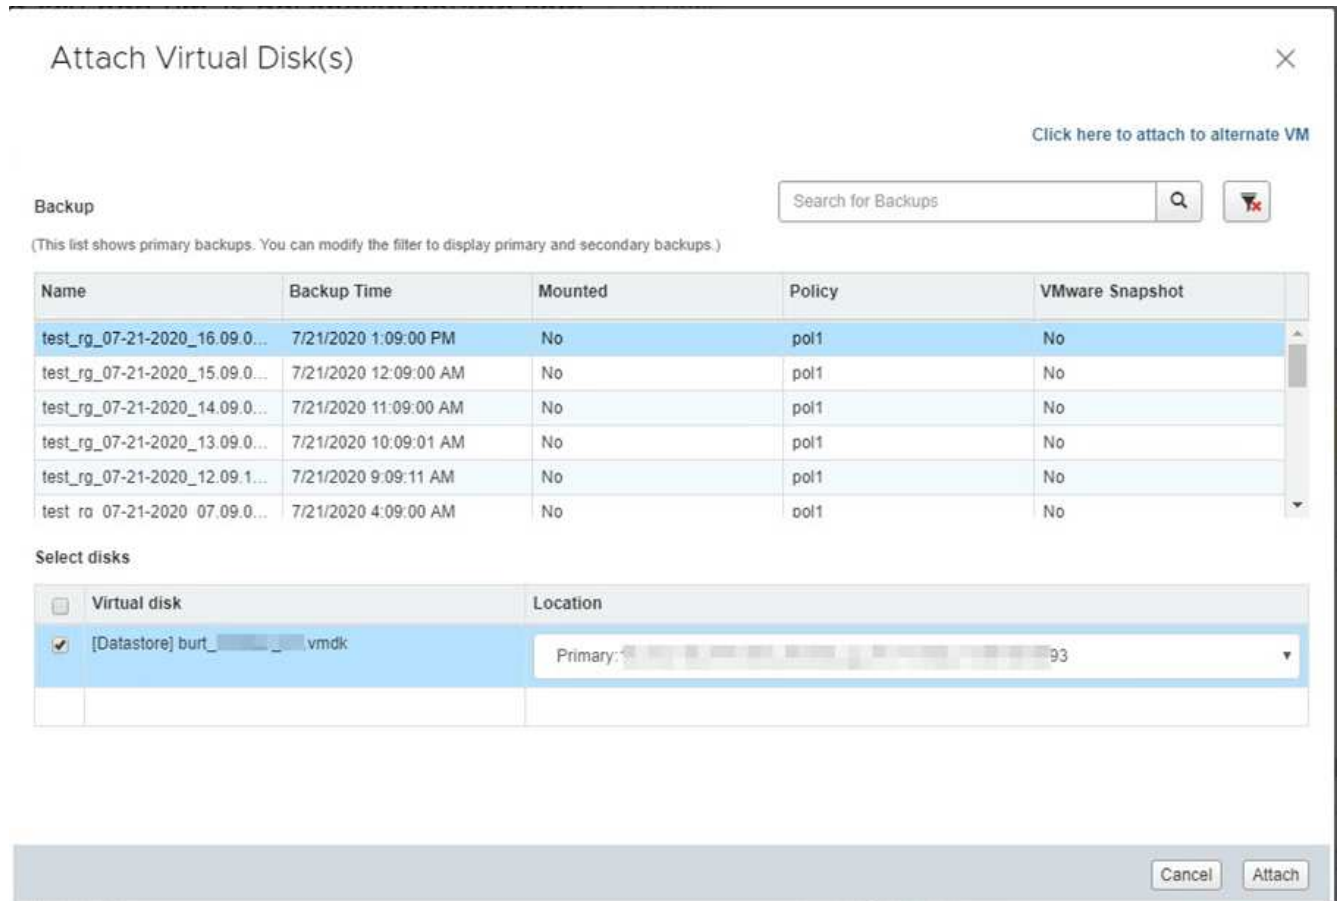 Attach Virtual Disk(s)
Click here to attach to alternate VM
Backup
Search for Backups
(This list shows primary backups. You can modify the filter to display primary and secondary backups.)
Name Backup Time Mounted Policy VMware Snapshot
test_rg_07-21-2020_16.09.0... 7/21/2020 1:09:00 PM No pol1 No
test_rg_07-21-2020_15.09.0... 7/21/2020 12:09:00 AM No pol1 No
test_rg_07-21-2020_14.09.0... 7/21/2020 11:09:00 AM No pol1 No
test_rg_07-21-2020_13.09.0... 7/21/2020 10:09:01 AM No pol1 No
test_rg_07-21-2020_12.09.1... 7/21/2020 9:09:11 AM No pol1 No
test_rg_07-21-2020_07.09.0... 7/21/2020 4:09:00 AM No pol1 No
Select disks
Virtual disk Location
[Datastore] burt_ _ .vmdk Primary: 93
Cancel Attach